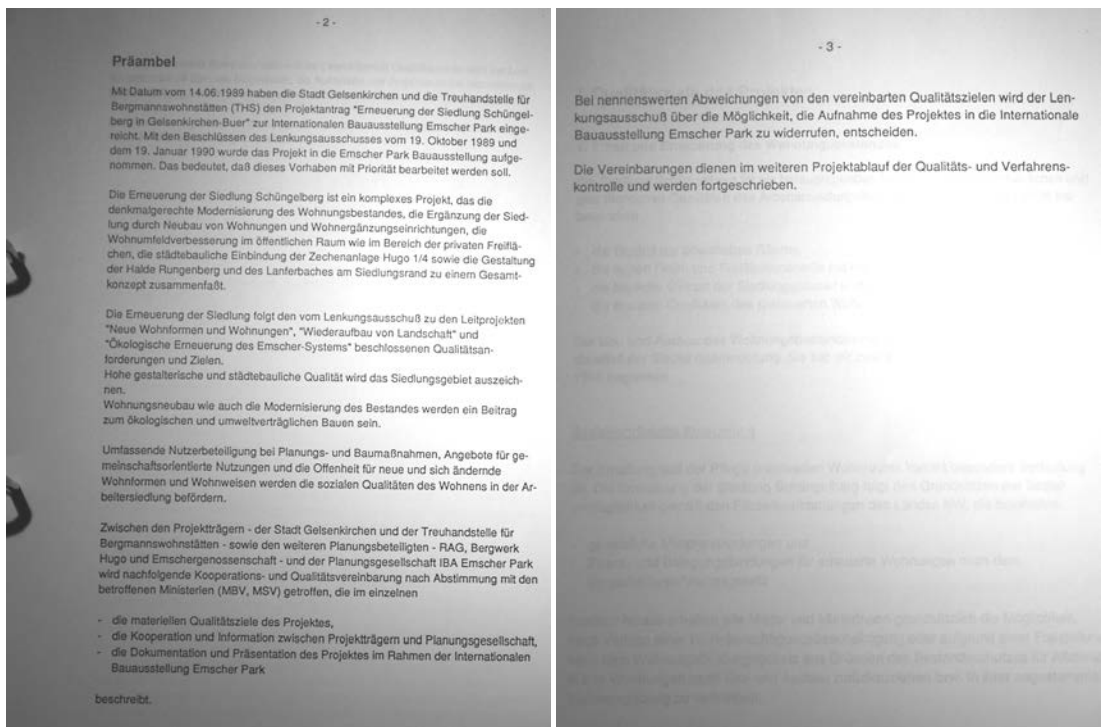 - 2 -
Präambel
Mit Datum vom 14.06.1989 haben die Stadt Gelsenkirchen und die Treuhandstelle für
Bergmannswohnstätten (THS) den Projektantrag "Erneuerung der Siedlung Schüngel-
berg in Gelsenkirchen-Buer" zur Internationalen Bauausstellung Emscher Park einge-
reicht. Mit den Beschlüssen des Lenkungsausschusses vom 19. Oktober 1989 und
dem 19. Januar 1990 wurde das Projekt in die Emscher Park Bauausstellung aufge-
nommen. Das bedeutet, daß dieses Vorhaben mit Priorität bearbeitet werden soll.
Die Erneuerung der Siedlung Schüngelberg ist ein komplexes Projekt, das die
denkmalgerechte Modernisierung des Wohnungsbestandes, die Ergänzung der Sied-
lung durch Neubau von Wohnungen und Wohnergänzungseinrichtungen, die
Wohnumfeldverbesserung im öffentlichen Raum wie im Bereich der privaten Freiflä-
chen, die städtebauliche Einbindung der Zechenanlage Hugo 1/4 sowie die Gestaltung
der Halde Rungenberg und des Lanferbaches am Siedlungsrand zu einem Gesamt-
konzept zusammenfaßt.
Die Erneuerung der Siedlung folgt den vom Lenkungsausschuß zu den Leitprojekten
"Neue Wohnformen und Wohnungen", "Wiederaufbau von Landschaft" und
"Ökologische Erneuerung des Emscher-Systems" beschlossenen Qualitätsan-
forderungen und Zielen.
Hohe gestalterische und städtebauliche Qualität wird das Siedlungsgebiet auszeich-
nen.
Wohnungsneubau wie auch die Modernisierung des Bestandes werden ein Beitrag
zum ökologischen und umweltverträglichen Bauen sein.
Umfassende Nutzerbeteiligung bei Planungs- und Baumaßnahmen, Angebote für ge-
meinschaftsorientierte Nutzungen und die Offenheit für neue und sich ändernde
Wohnformen und Wohnweisen werden die sozialen Qualitäten des Wohnens in der Ar-
beitersiedlung befördern.
Zwischen den Projektträgern - der Stadt Gelsenkirchen und der Treuhandstelle für
Bergmannswohnstätten - sowie den weiteren Planungsbeteiligten - RAG, Bergwerk
Hugo und Emschergenossenschaft - und der Planungsgesellschaft IBA Emscher Park
wird nachfolgende Kooperations- und Qualitätsvereinbarung nach Abstimmung mit den
betroffenen Ministerien (MBV, MSV) getroffen, die im einzelnen
- die materiellen Qualitätsziele des Projektes,
- die Kooperation und Information zwischen Projektträgern und Planungsgesellschaft,
- die Dokumentation und Präsentation des Projektes im Rahmen der Internationalen
Bauausstellung Emscher Park
beschreibt.
- 3 -
Bei nennenswerten Abweichungen von den vereinbarten Qualitätszielen wird der Len-
kungsausschuß über die Möglichkeit, die Aufnahme des Projektes in die Internationale
Bauausstellung Emscher Park zu widerrufen, entscheiden.
Die Vereinbarungen dienen im weiteren Projektablauf der Qualitäts- und Verfahrens-
kontrolle und werden fortgeschrieben.